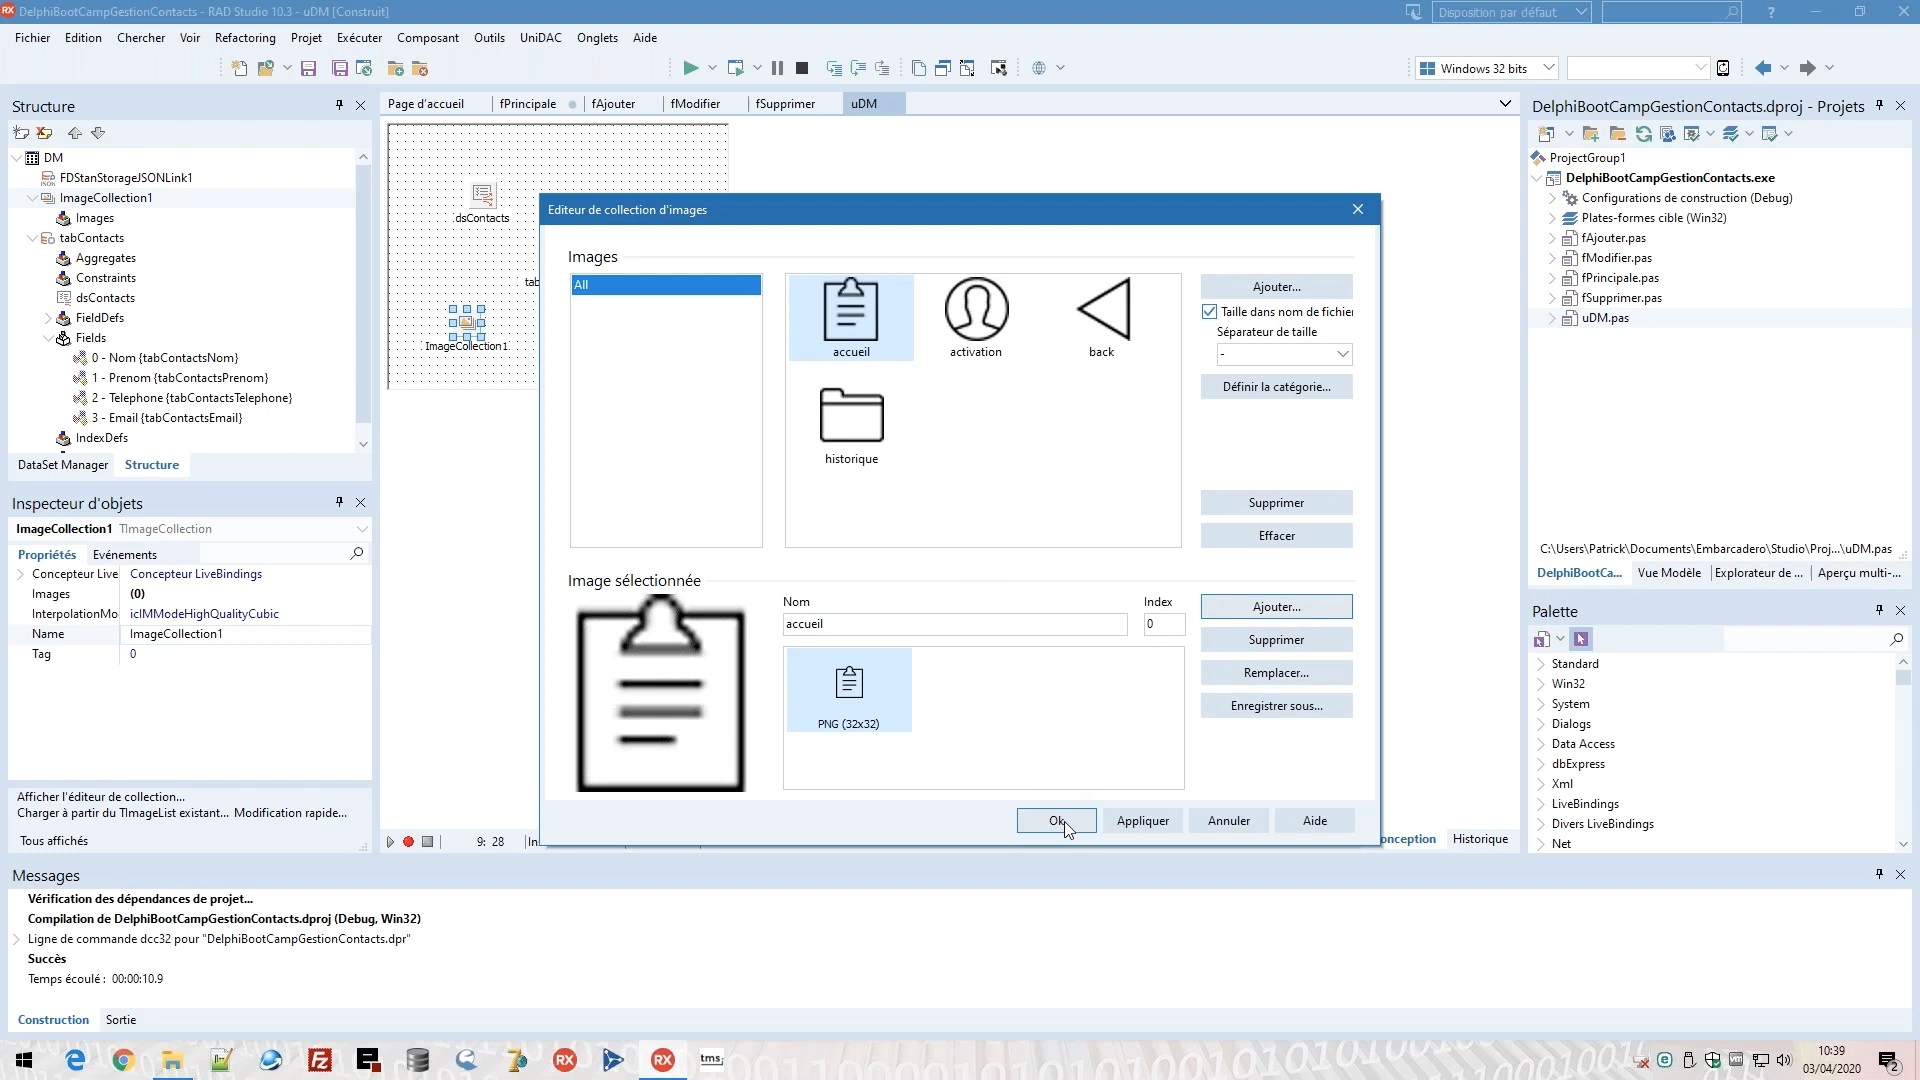 DelphiBootCampGestionContacts - RAD Studio 10.3 - uDM [Construit]
Disposition par défaut
Fichier Edition Chercher Voir Refactoring Projet Exécuter Composant Outils UniDAC Onglets Aide
Windows 32 bits
Structure
DM
FDStanStorageJSONLink1
ImageCollection1
Images
tabContacts
Aggregates
Constraints
dsContacts
FieldDefs
Fields
0 - Nom {tabContactsNom}
1 - Prenom {tabContactsPrenom}
2 - Telephone {tabContactsTelephone}
3 - Email {tabContactsEmail}
IndexDefs
DataSet Manager Structure
Inspecteur d'objets
ImageCollection1 TImageCollection
Propriétés Evénements
Concepteur Live Concepteur LiveBindings
Images (0)
InterpolationMo icIMModeHighQualityCubic
Name ImageCollection1
Tag 0
Afficher l'éditeur de collection...
Charger à partir du TImageList existant... Modification rapide...
Tous affichés
Page d'accueil fPrincipale fAjouter fModifier fSupprimer uDM
dsContacts
tab
ImageCollection1
Editeur de collection d'images
Images
All
accueil
activation
back
historique
Ajouter...
Taille dans nom de fichier
Séparateur de taille
-
Définir la catégorie...
Supprimer
Effacer
Image sélectionnée
Nom
accueil
Index
0
PNG (32x32)
Ajouter...
Supprimer
Remplacer...
Enregistrer sous...
Ok Appliquer Annuler Aide
9: 28 In
onception Historique
DelphiBootCampGestionContacts.dproj - Projets
ProjectGroup1
DelphiBootCampGestionContacts.exe
Configurations de construction (Debug)
Plates-formes cible (Win32)
fAjouter.pas
fModifier.pas
fPrincipale.pas
fSupprimer.pas
uDM.pas
C:\Users\Patrick\Documents\Embarcadero\Studio\Proj...\uDM.pas
DelphiBootCa... Vue Modèle Explorateur de ... Aperçu multi-...
Palette
Standard
Win32
System
Dialogs
Data Access
dbExpress
Xml
LiveBindings
Divers LiveBindings
Net
Messages
Vérification des dépendances de projet...
Compilation de DelphiBootCampGestionContacts.dproj (Debug, Win32)
Ligne de commande dcc32 pour "DelphiBootCampGestionContacts.dpr"
Succès
Temps écoulé : 00:00:10.9
Construction Sortie
RX RX tms
10:39
03/04/2020
2